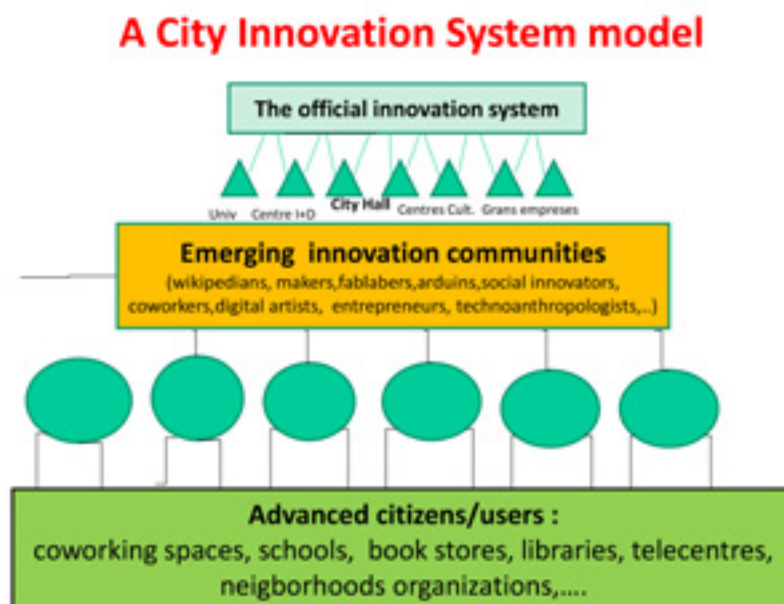 A City Innovation System model
The official innovation system
Univ Centre I+D City Hall Centres Cult. Grans empreses
Emerging innovation communities
(wikipedians, makers,fablabers,arduins,social innovators,
coworkers,digital artists, entrepreneurs, technoanthropologists,..)
Advanced citizens/users :
coworking spaces, schools, book stores, libraries, telecentres,
neigborhoods organizations,....